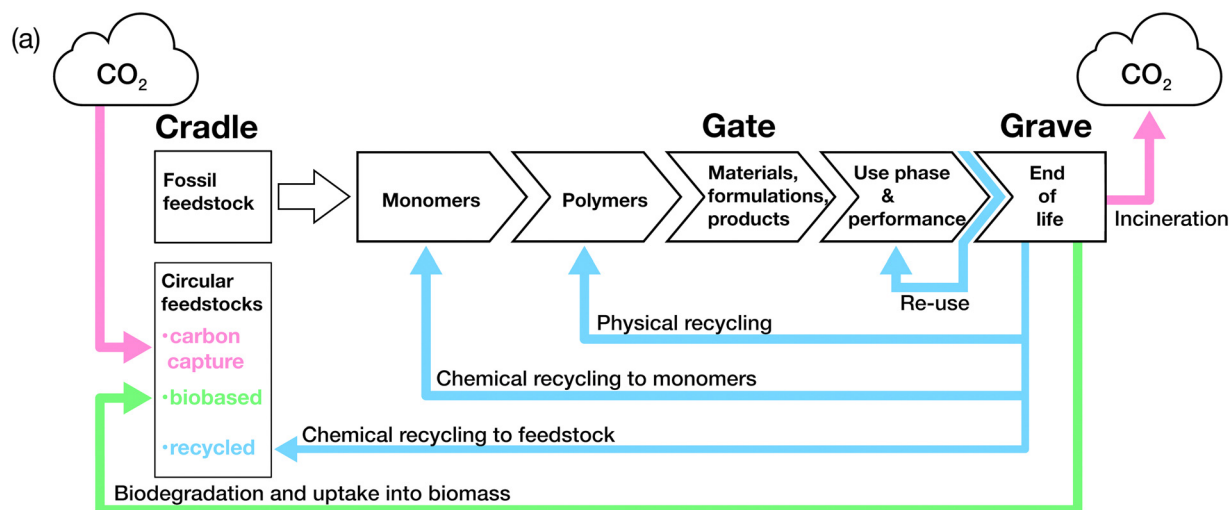 (a)
CO₂
CO₂
Cradle
Gate
Grave
Fossil
feedstock
Monomers
Polymers
Materials,
formulations,
products
Use phase
&
performance
End
of
life
Incineration
Circular
feedstocks
•carbon
capture
•biobased
•recycled
Re-use
Physical recycling
Chemical recycling to monomers
Chemical recycling to feedstock
Biodegradation and uptake into biomass